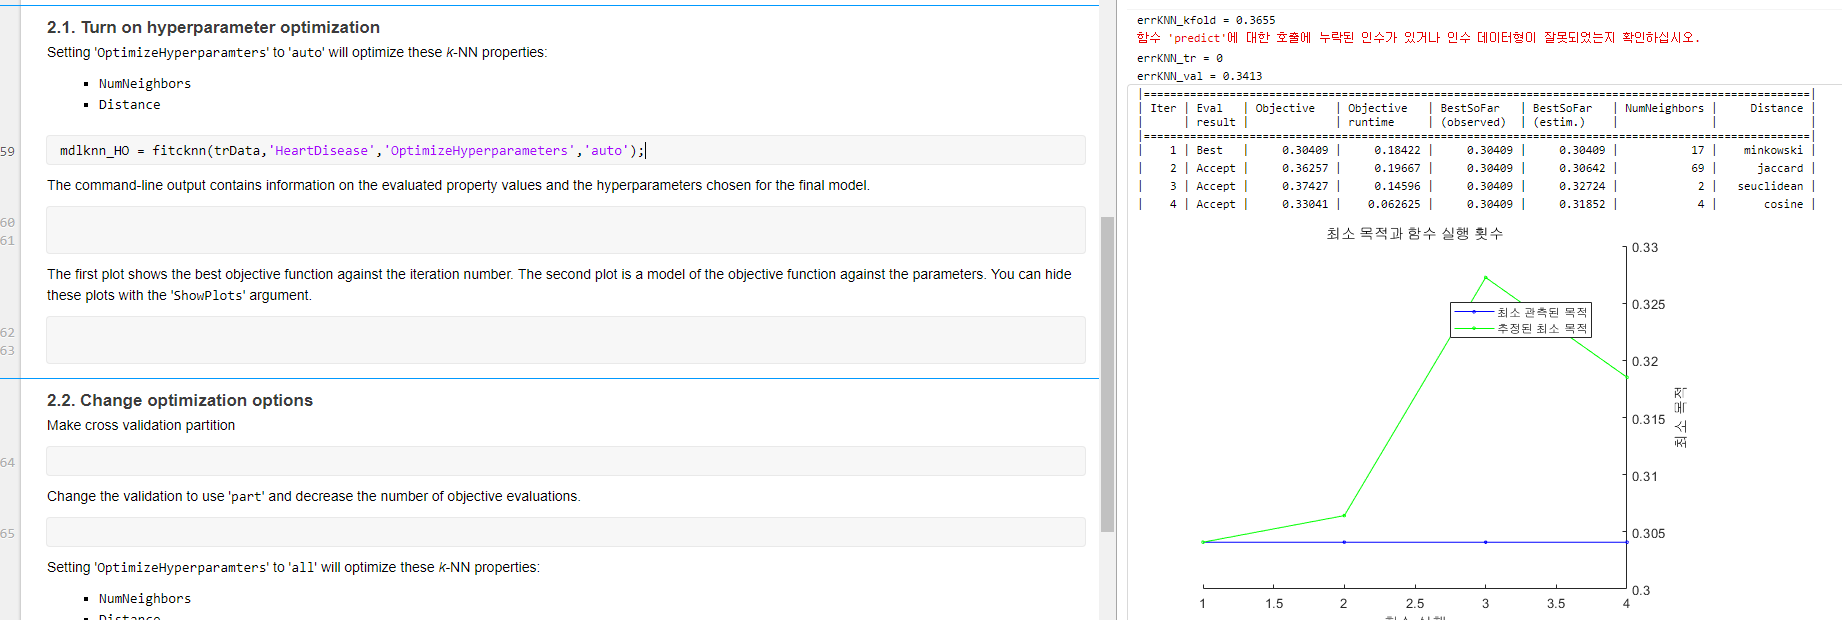 2.1. Turn on hyperparameter optimization
Setting 'OptimizeHyperparamters' to 'auto' will optimize these k-NN properties:
▪ NumNeighbors
▪ Distance
59 mdlknn_HO = fitcknn(trData,'HeartDisease','OptimizeHyperparameters','auto');
The command-line output contains information on the evaluated property values and the hyperparameters chosen for the final model.
60
61
The first plot shows the best objective function against the iteration number. The second plot is a model of the objective function against the parameters. You can hide
these plots with the 'ShowPlots' argument.
62
63
2.2. Change optimization options
Make cross validation partition
64
Change the validation to use 'part' and decrease the number of objective evaluations.
65
Setting 'OptimizeHyperparamters' to 'all' will optimize these k-NN properties:
▪ NumNeighbors
▪ Distance
errKNN_kfold = 0.3655
함수 'predict'에 대한 호출에 누락된 인수가 있거나 인수 데이터형이 잘못되었는지 확인하십시오.
errKNN_tr = 0
errKNN_val = 0.3413
|====================================================================================================|
| Iter | Eval | Objective | Objective | BestSoFar | BestSoFar | NumNeighbors | Distance |
| | result | | runtime | (observed) | (estim.) | | |
|====================================================================================================|
| 1 | Best | 0.30409 | 0.18422 | 0.30409 | 0.30409 | 17 | minkowski |
| 2 | Accept | 0.36257 | 0.19667 | 0.30409 | 0.30642 | 69 | jaccard |
| 3 | Accept | 0.37427 | 0.14596 | 0.30409 | 0.32724 | 2 | seuclidean |
| 4 | Accept | 0.33041 | 0.062625 | 0.30409 | 0.31852 | 4 | cosine |
최소 목적과 함수 실행 횟수
0.33
0.325
최소 관측된 목적
추정된 최소 목적
0.32
0.315
최소 목적
0.31
0.305
0.3
1 1.5 2 2.5 3 3.5 4